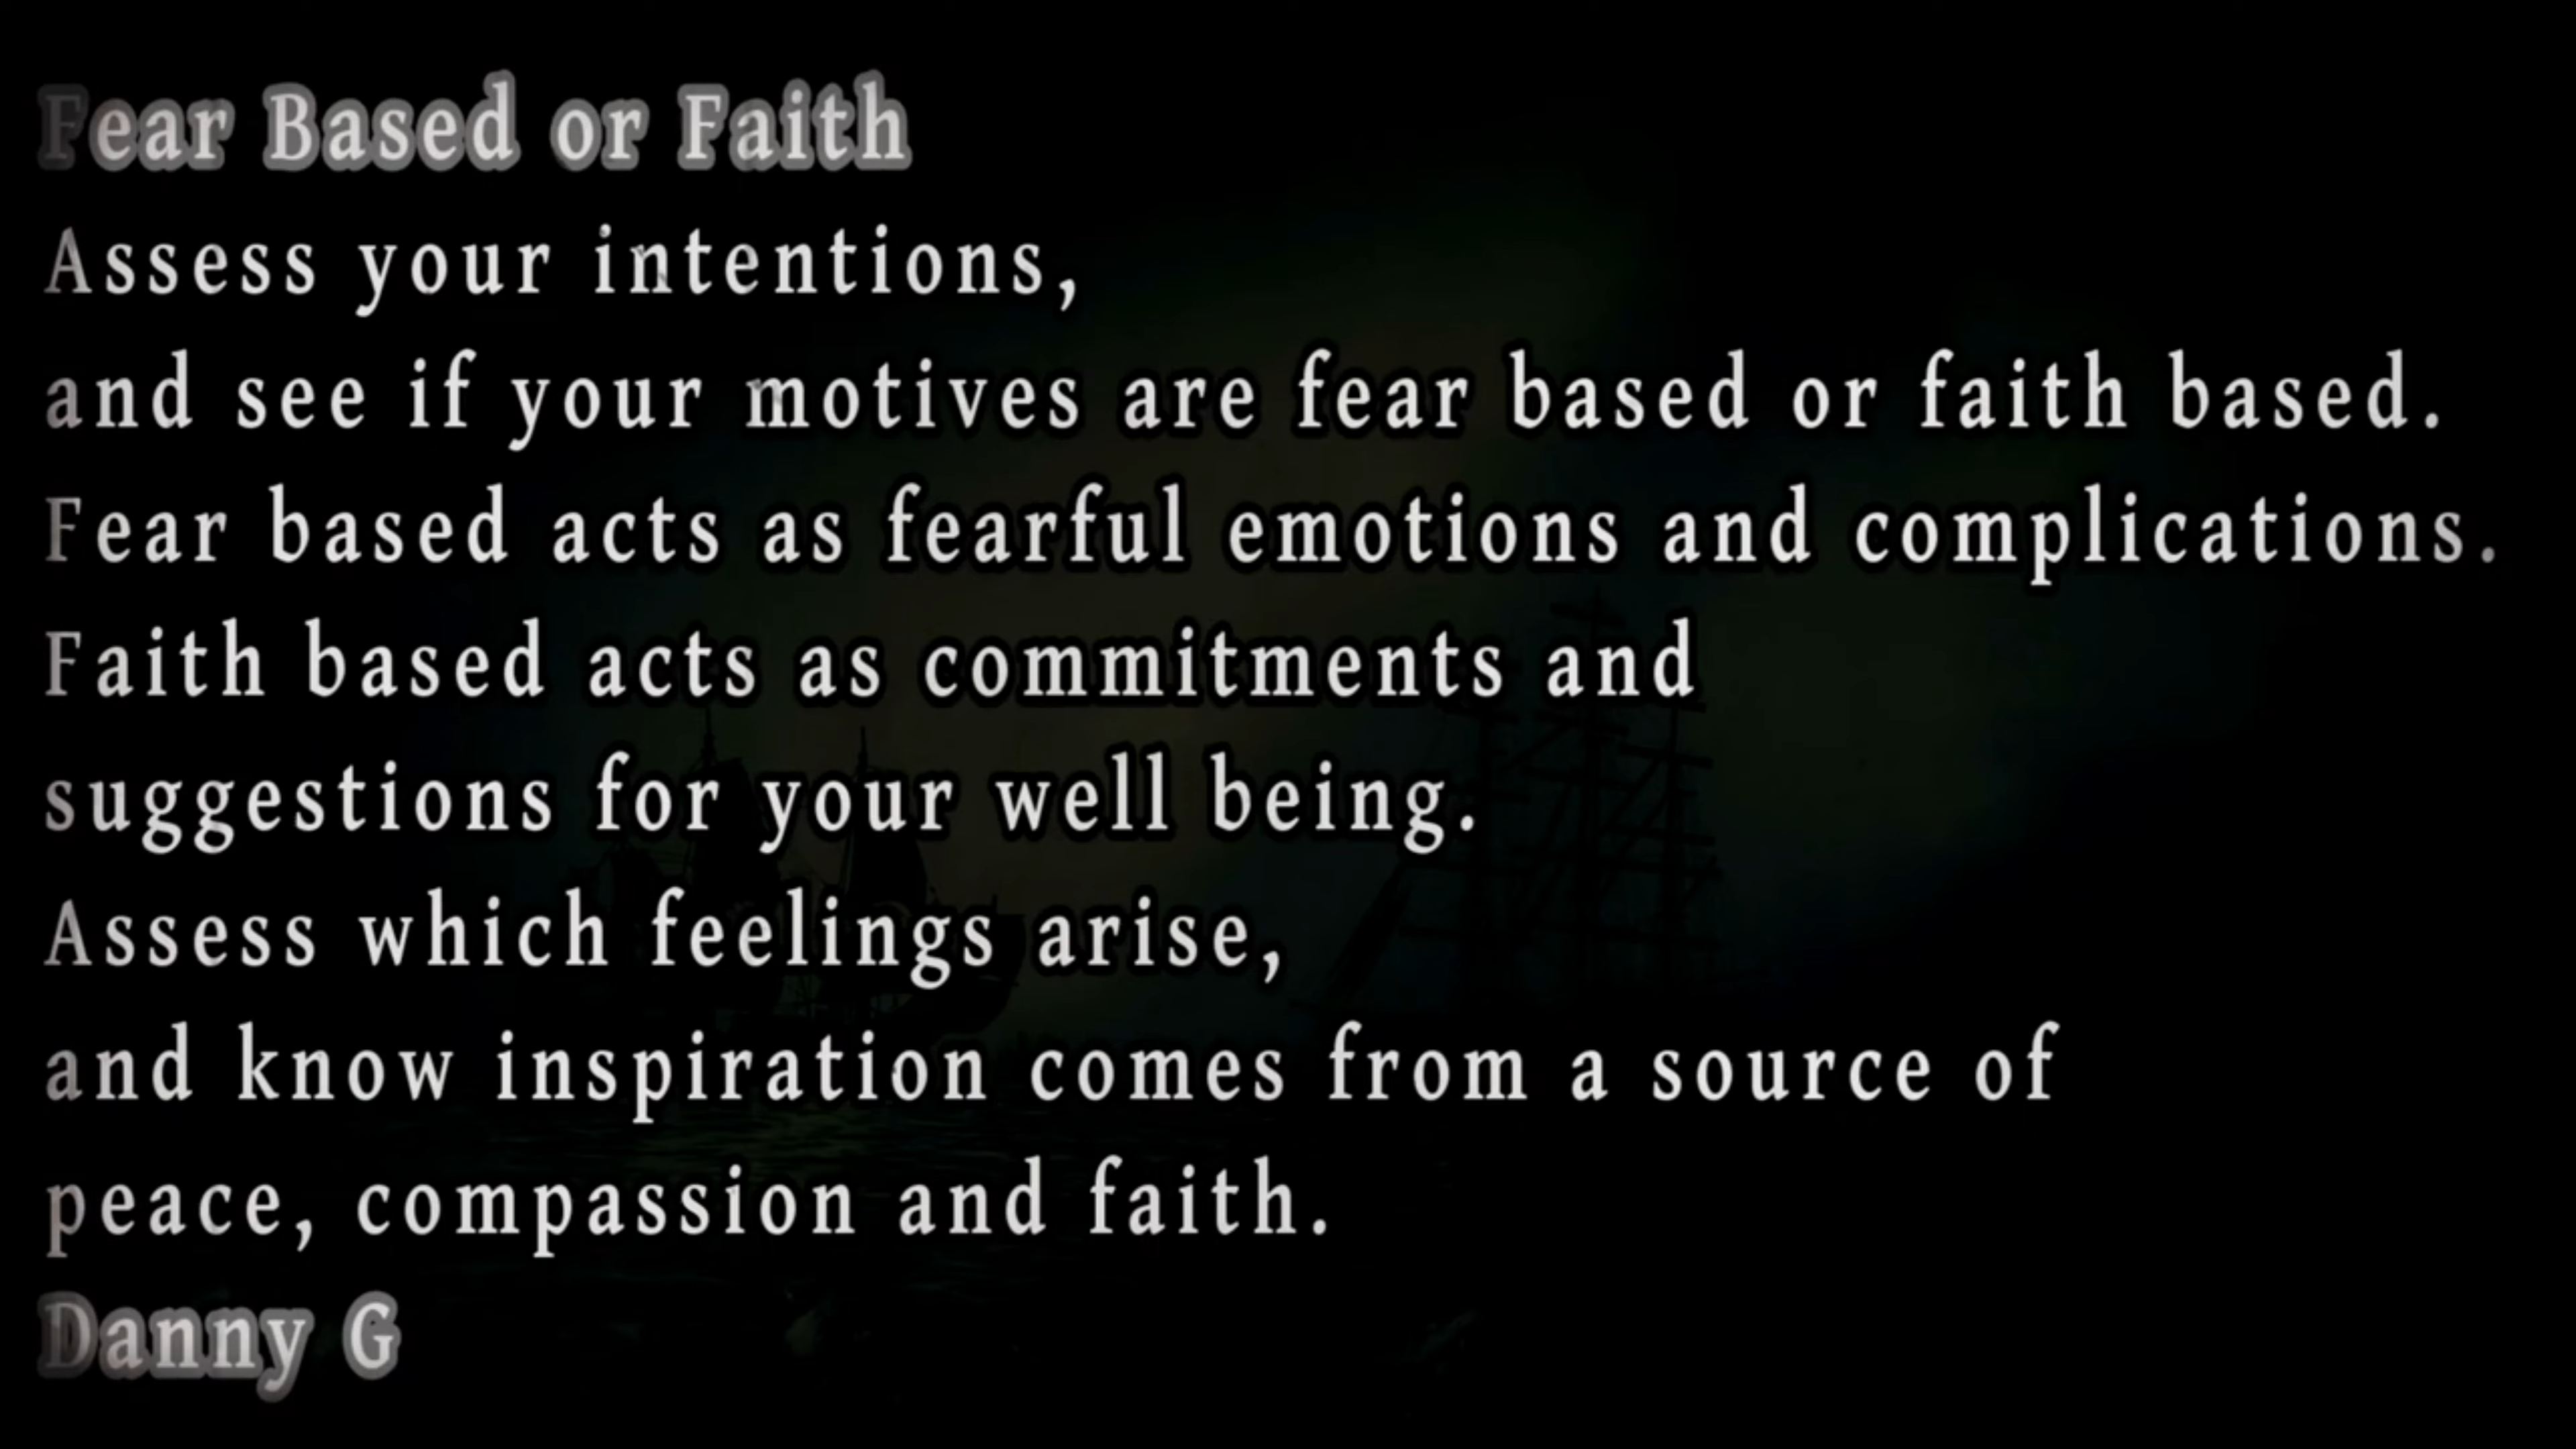 Fear Based or Faith
Assess your intentions,
and see if your motives are fear based or faith based.
Fear based acts as fearful emotions and complications.
Faith based acts as commitments and
suggestions for your well being.
Assess which feelings arise,
and know inspiration comes from a source of
peace, compassion and faith.
Danny G